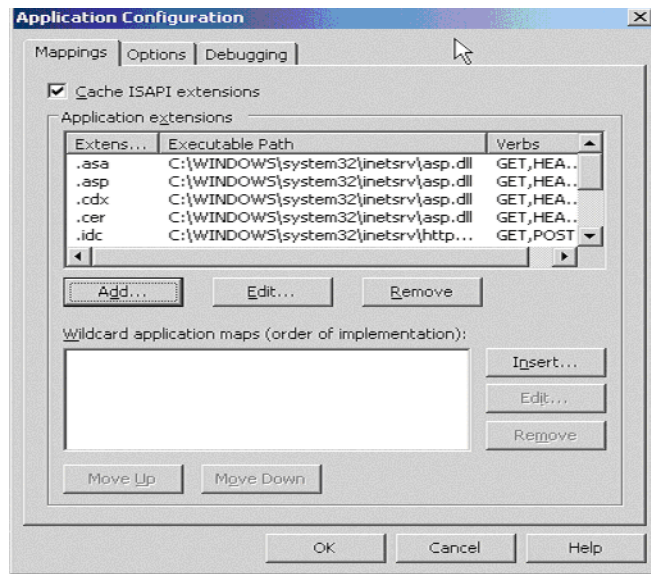 Application Configuration
Mappings Options Debugging
Cache ISAPI extensions
Application extensions
Extens... Executable Path Verbs
.asa C:\WINDOWS\system32\inetsrv\asp.dll GET,HEA..
.asp C:\WINDOWS\system32\inetsrv\asp.dll GET,HEA..
.cdx C:\WINDOWS\system32\inetsrv\asp.dll GET,HEA..
.cer C:\WINDOWS\system32\inetsrv\asp.dll GET,HEA..
.idc C:\WINDOWS\system32\inetsrv\http... GET,POST
Add... Edit... Remove
Wildcard application maps (order of implementation):
Insert...
Edit...
Remove
Move Up Move Down
OK Cancel Help